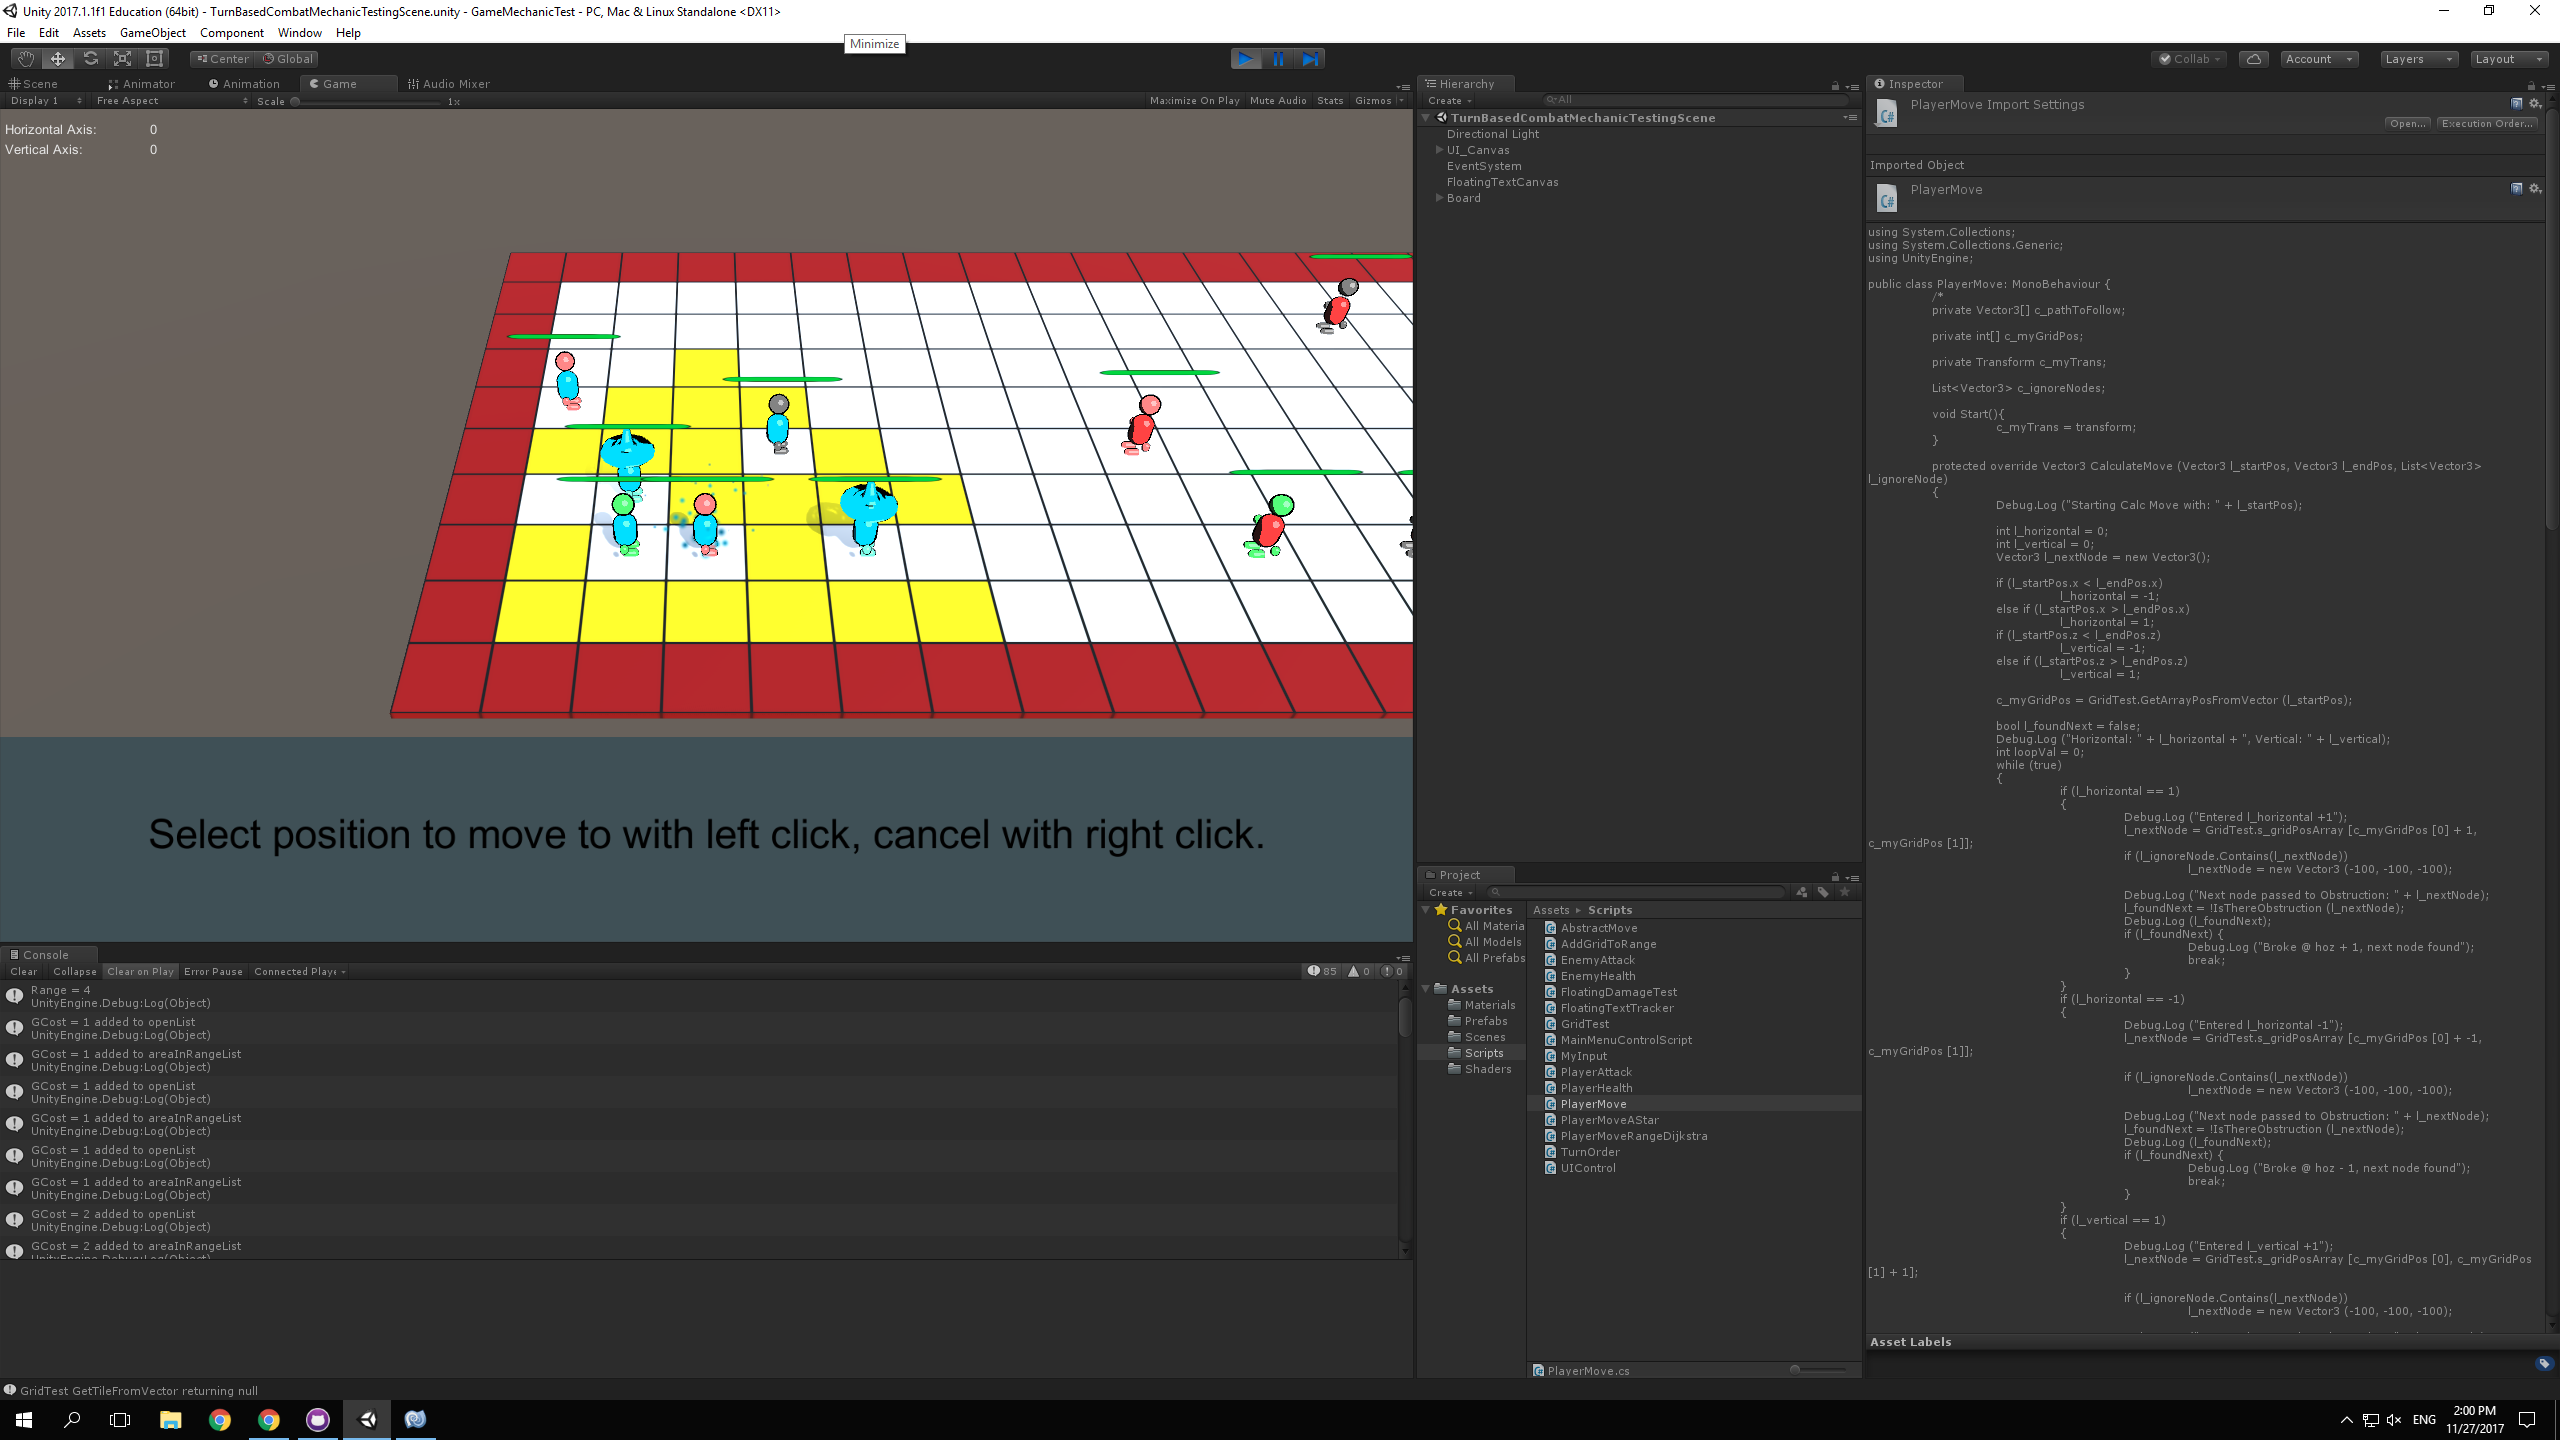 Unity 2017.1.1f1 Education (64bit) - TurnBasedCombatMechanicTestingScene.unity - GameMechanicTest - PC, Mac & Linux Standalone <DX11>
File Edit Assets GameObject Component Window Help
Minimize
Center Global
Collab Account Layers Layout
Scene Animator Animation Game Audio Mixer
Display 1 Free Aspect Scale 1x Maximize On Play Mute Audio Stats Gizmos
Horizontal Axis: 0
Vertical Axis: 0
Select position to move to with left click, cancel with right click.
Hierarchy
Create All
TurnBasedCombatMechanicTestingScene
Directional Light
UI_Canvas
EventSystem
FloatingTextCanvas
Board
Console
Clear Collapse Clear on Play Error Pause Connected Playe 85 0 0
Range = 4
UnityEngine.Debug:Log(Object)
GCost = 1 added to openList
UnityEngine.Debug:Log(Object)
GCost = 1 added to areaInRangeList
UnityEngine.Debug:Log(Object)
GCost = 1 added to openList
UnityEngine.Debug:Log(Object)
GCost = 1 added to areaInRangeList
UnityEngine.Debug:Log(Object)
GCost = 1 added to openList
UnityEngine.Debug:Log(Object)
GCost = 1 added to areaInRangeList
UnityEngine.Debug:Log(Object)
GCost = 2 added to openList
UnityEngine.Debug:Log(Object)
GCost = 2 added to areaInRangeList
UnityEngine.Debug:Log(Object)
GridTest GetTileFromVector returning null
Project
Create
Favorites
All Materia
All Models
All Prefabs
Assets
Materials
Prefabs
Scenes
Scripts
Shaders
Assets Scripts
AbstractMove
AddGridToRange
EnemyAttack
EnemyHealth
FloatingDamageTest
FloatingTextTracker
GridTest
MainMenuControlScript
MyInput
PlayerAttack
PlayerHealth
PlayerMove
PlayerMoveAStar
PlayerMoveRangeDijkstra
TurnOrder
UIControl
PlayerMove.cs
Inspector
PlayerMove Import Settings
Open... Execution Order...
Imported Object
PlayerMove
using System.Collections;
using System.Collections.Generic;
using UnityEngine;
public class PlayerMove: MonoBehaviour {
/*
private Vector3[] c_pathToFollow;
private int[] c_myGridPos;
private Transform c_myTrans;
List<Vector3> c_ignoreNodes;
void Start(){
c_myTrans = transform;
}
protected override Vector3 CalculateMove (Vector3 l_startPos, Vector3 l_endPos, List<Vector3>
l_ignoreNode)
{
Debug.Log ("Starting Calc Move with: " + l_startPos);
int l_horizontal = 0;
int l_vertical = 0;
Vector3 l_nextNode = new Vector3();
if (l_startPos.x < l_endPos.x)
l_horizontal = -1;
else if (l_startPos.x > l_endPos.x)
l_horizontal = 1;
if (l_startPos.z < l_endPos.z)
l_vertical = -1;
else if (l_startPos.z > l_endPos.z)
l_vertical = 1;
c_myGridPos = GridTest.GetArrayPosFromVector (l_startPos);
bool l_foundNext = false;
Debug.Log ("Horizontal: " + l_horizontal + ", Vertical: " + l_vertical);
int loopVal = 0;
while (true)
{
if (l_horizontal == 1)
{
Debug.Log ("Entered l_horizontal +1");
l_nextNode = GridTest.s_gridPosArray [c_myGridPos [0] + 1,
c_myGridPos [1]];
if (l_ignoreNode.Contains(l_nextNode))
l_nextNode = new Vector3 (-100, -100, -100);
Debug.Log ("Next node passed to Obstruction: " + l_nextNode);
l_foundNext = !IsThereObstruction (l_nextNode);
Debug.Log (l_foundNext);
if (l_foundNext) {
Debug.Log ("Broke @ hoz + 1, next node found");
break;
}
}
if (l_horizontal == -1)
{
Debug.Log ("Entered l_horizontal -1");
l_nextNode = GridTest.s_gridPosArray [c_myGridPos [0] + -1,
c_myGridPos [1]];
if (l_ignoreNode.Contains(l_nextNode))
l_nextNode = new Vector3 (-100, -100, -100);
Debug.Log ("Next node passed to Obstruction: " + l_nextNode);
l_foundNext = !IsThereObstruction (l_nextNode);
Debug.Log (l_foundNext);
if (l_foundNext) {
Debug.Log ("Broke @ hoz - 1, next node found");
break;
}
}
if (l_vertical == 1)
{
Debug.Log ("Entered l_vertical +1");
l_nextNode = GridTest.s_gridPosArray [c_myGridPos [0], c_myGridPos
[1] + 1];
if (l_ignoreNode.Contains(l_nextNode))
l_nextNode = new Vector3 (-100, -100, -100);
Asset Labels
ENG
2:00 PM
11/27/2017